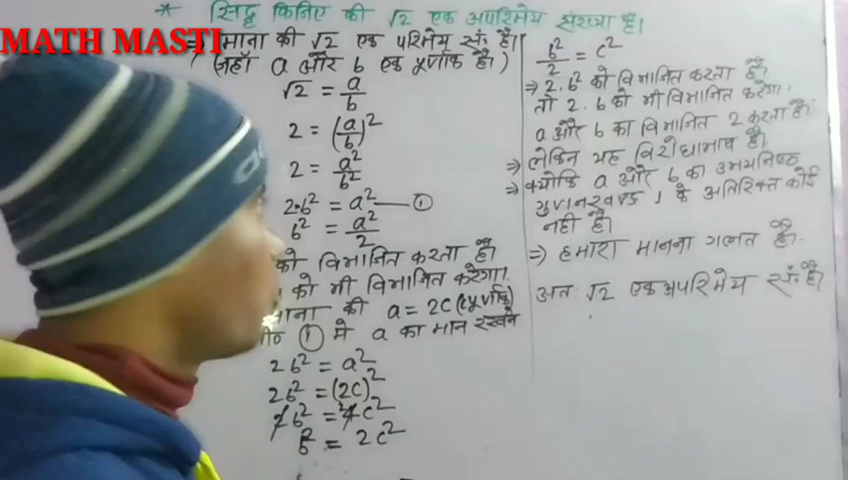 * सिद्ध किजिए की √2 एक अपरिमेय संख्या है।
MATH MASTI
⇒ माना की √2 एक परिमेय सं॰ है।
(जहाँ a और b एक पूर्णांक है।)
√2 = a/b
2 = (a/b)²
2 = a²/b²
2·b² = a² — ①
b² = a²/2
को विभाजित करता है।
को भी विभाजित करेगा।
माना की a = 2c (c पूर्णांक)
① मे a का मान रखने
2b² = a²
2b² = (2c)²
2b² = 4c²
b² = 2c²
b²/2 = c²
⇒ 2. b² को विभाजित करता है।
तो 2. b को भी विभाजित करेगा।
a और b का विभाजित 2 करता है।
⇒ लेकिन यह विरोधाभाष है।
⇒ क्योकि a और b का उभयनिष्ठ
गुणनखण्ड 1 के अतिरिक्त कोई
नही है।
⇒ हमारा मानना गलत है।
अतः √2 एक अपरिमेय सं॰ है।